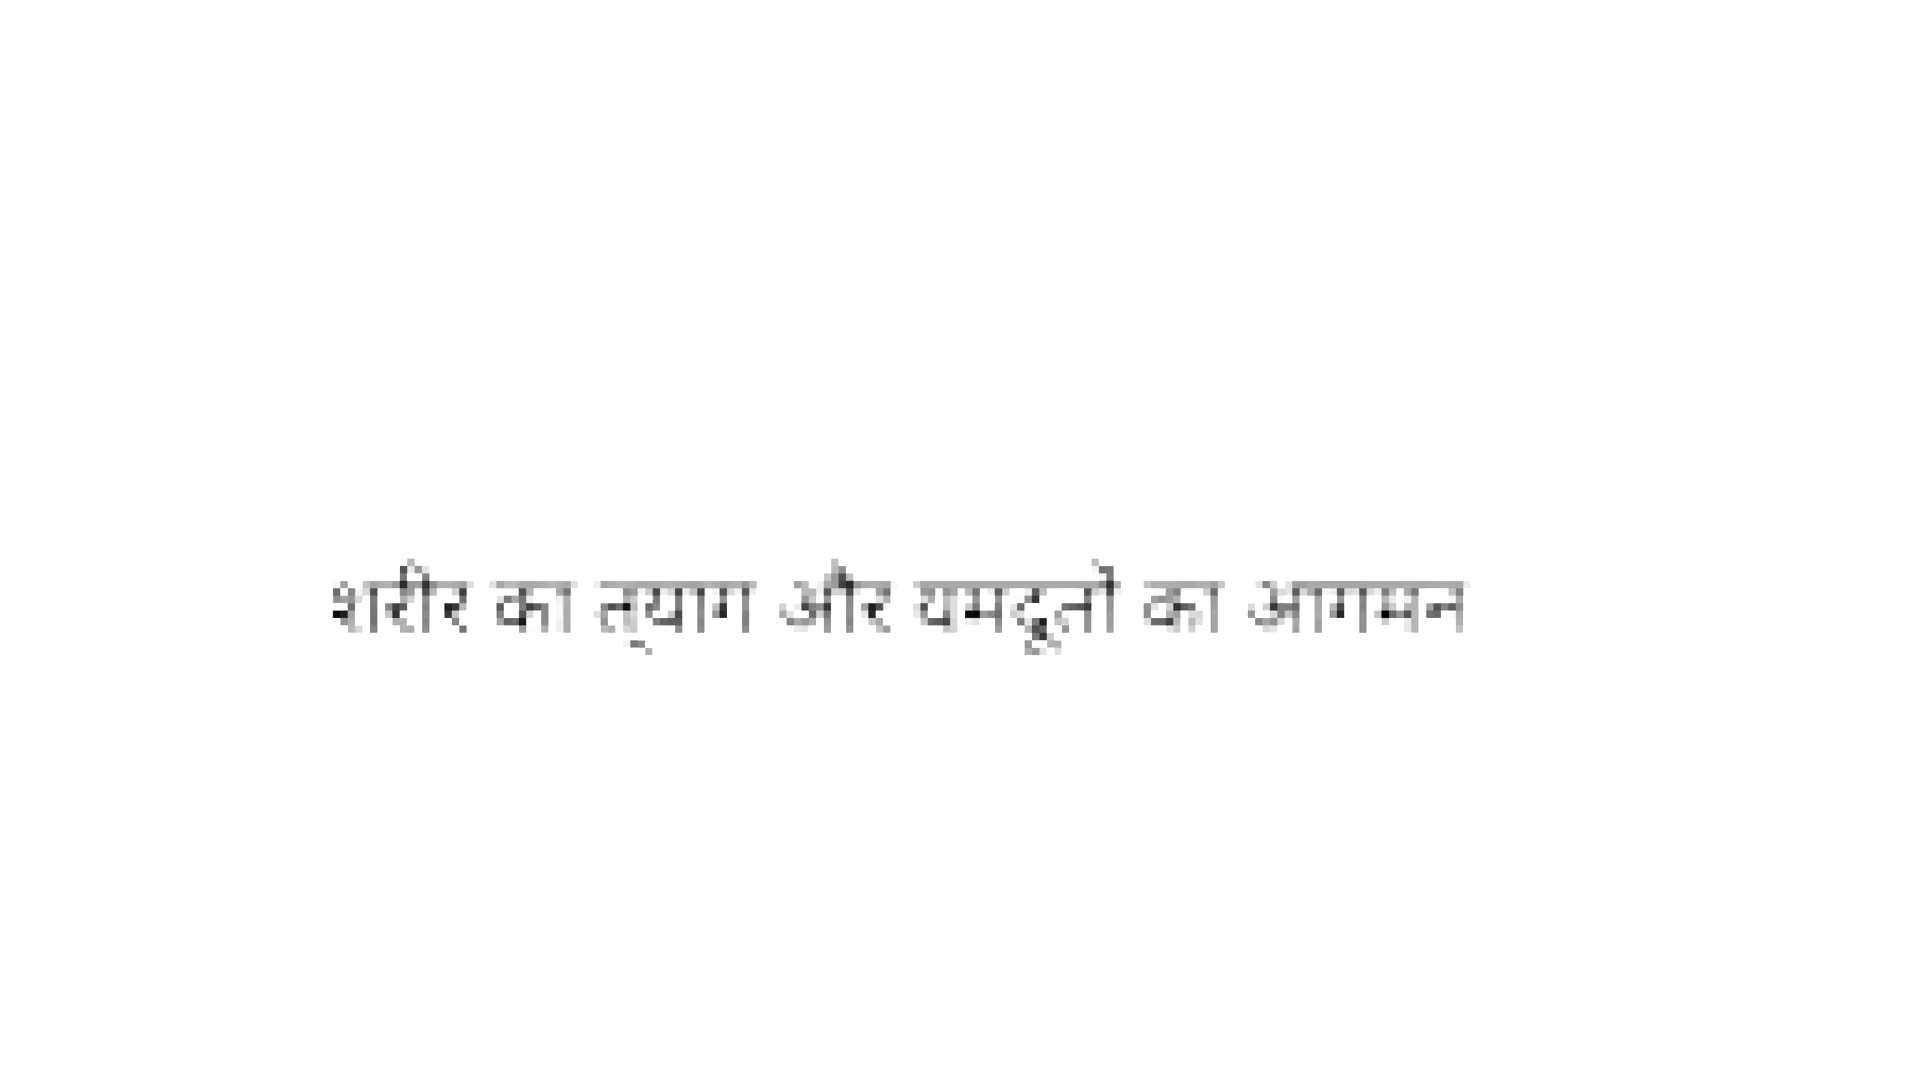 शरीर का त्याग और यमदूतों का आगमन